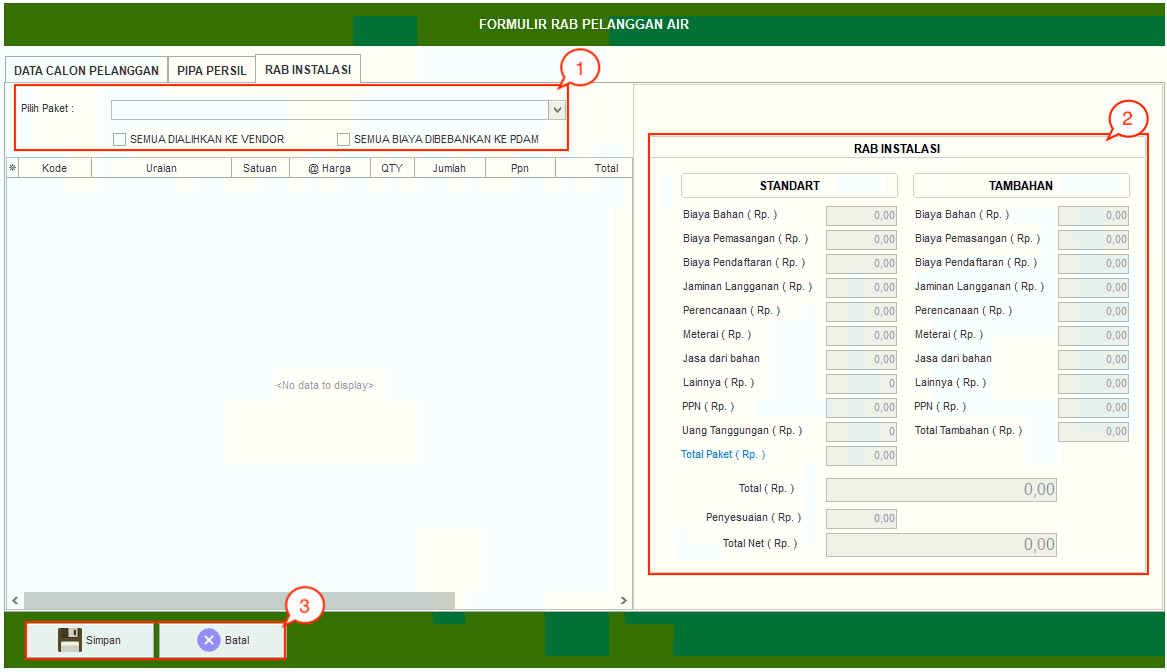 FORMULIR RAB PELANGGAN AIR
DATA CALON PELANGGAN PIPA PERSIL RAB INSTALASI
1
Pilih Paket :
SEMUA DIALIHKAN KE VENDOR SEMUA BIAYA DIBEBANKAN KE PDAM
Kode Uraian Satuan @ Harga QTY Jumlah Ppn Total
<No data to display>
2
RAB INSTALASI
STANDART TAMBAHAN
Biaya Bahan ( Rp. ) 0,00 Biaya Bahan ( Rp. ) 0,00
Biaya Pemasangan ( Rp. ) 0,00 Biaya Pemasangan ( Rp. ) 0,00
Biaya Pendaftaran ( Rp. ) 0,00 Biaya Pendaftaran ( Rp. ) 0,00
Jaminan Langganan ( Rp. ) 0,00 Jaminan Langganan ( Rp. ) 0,00
Perencanaan ( Rp. ) 0,00 Perencanaan ( Rp. ) 0,00
Meterai ( Rp. ) 0,00 Meterai ( Rp. ) 0,00
Jasa dari bahan 0,00 Jasa dari bahan 0,00
Lainnya ( Rp. ) 0 Lainnya ( Rp. ) 0,00
PPN ( Rp. ) 0,00 PPN ( Rp. ) 0,00
Uang Tanggungan ( Rp. ) 0 Total Tambahan ( Rp. ) 0,00
Total Paket ( Rp. ) 0,00
Total ( Rp. ) 0,00
Penyesuaian ( Rp. ) 0,00
Total Net ( Rp. ) 0,00
3
Simpan Batal